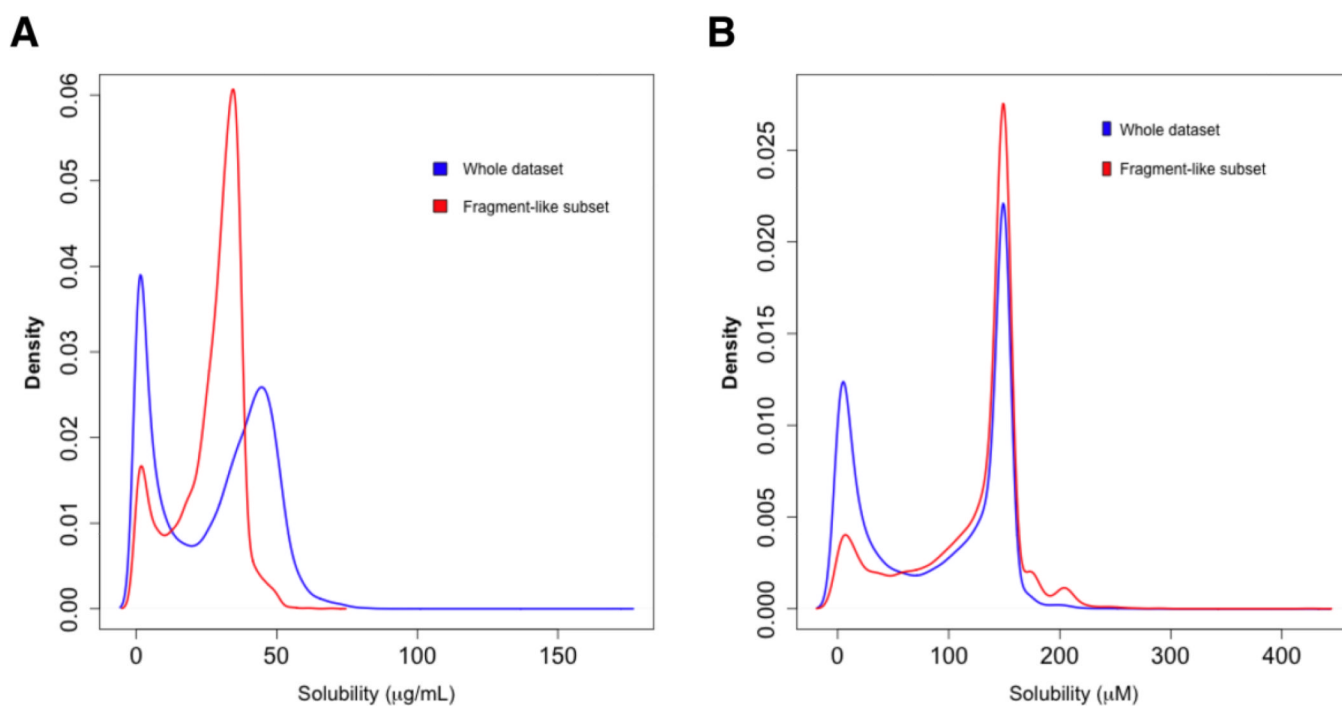 A
B
Density
0.00
0.01
0.02
0.03
0.04
0.05
0.06
Whole dataset
Fragment-like subset
0
50
100
150
Solubility (μg/mL)
Density
0.000
0.005
0.010
0.015
0.020
0.025
Whole dataset
Fragment-like subset
0
100
200
300
400
Solubility (μM)